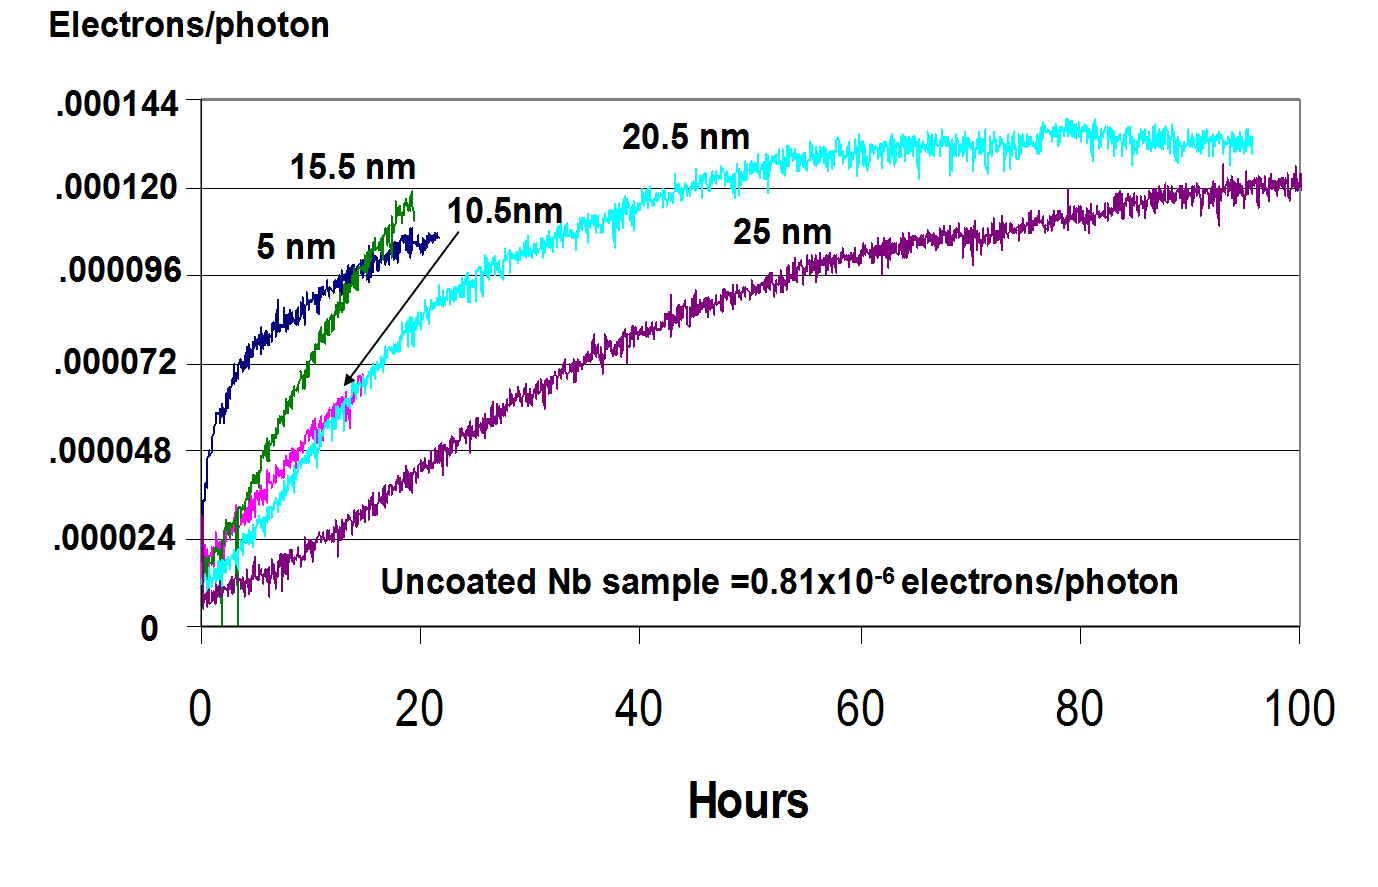 Electrons/photon
.000144
20.5 nm
15.5 nm
.000120
10.5nm
25 nm
5 nm
.000096
.000072
.000048
.000024
Uncoated Nb sample =0.81x10-6 electrons/photon
0
0 20 40 60 80 100
Hours